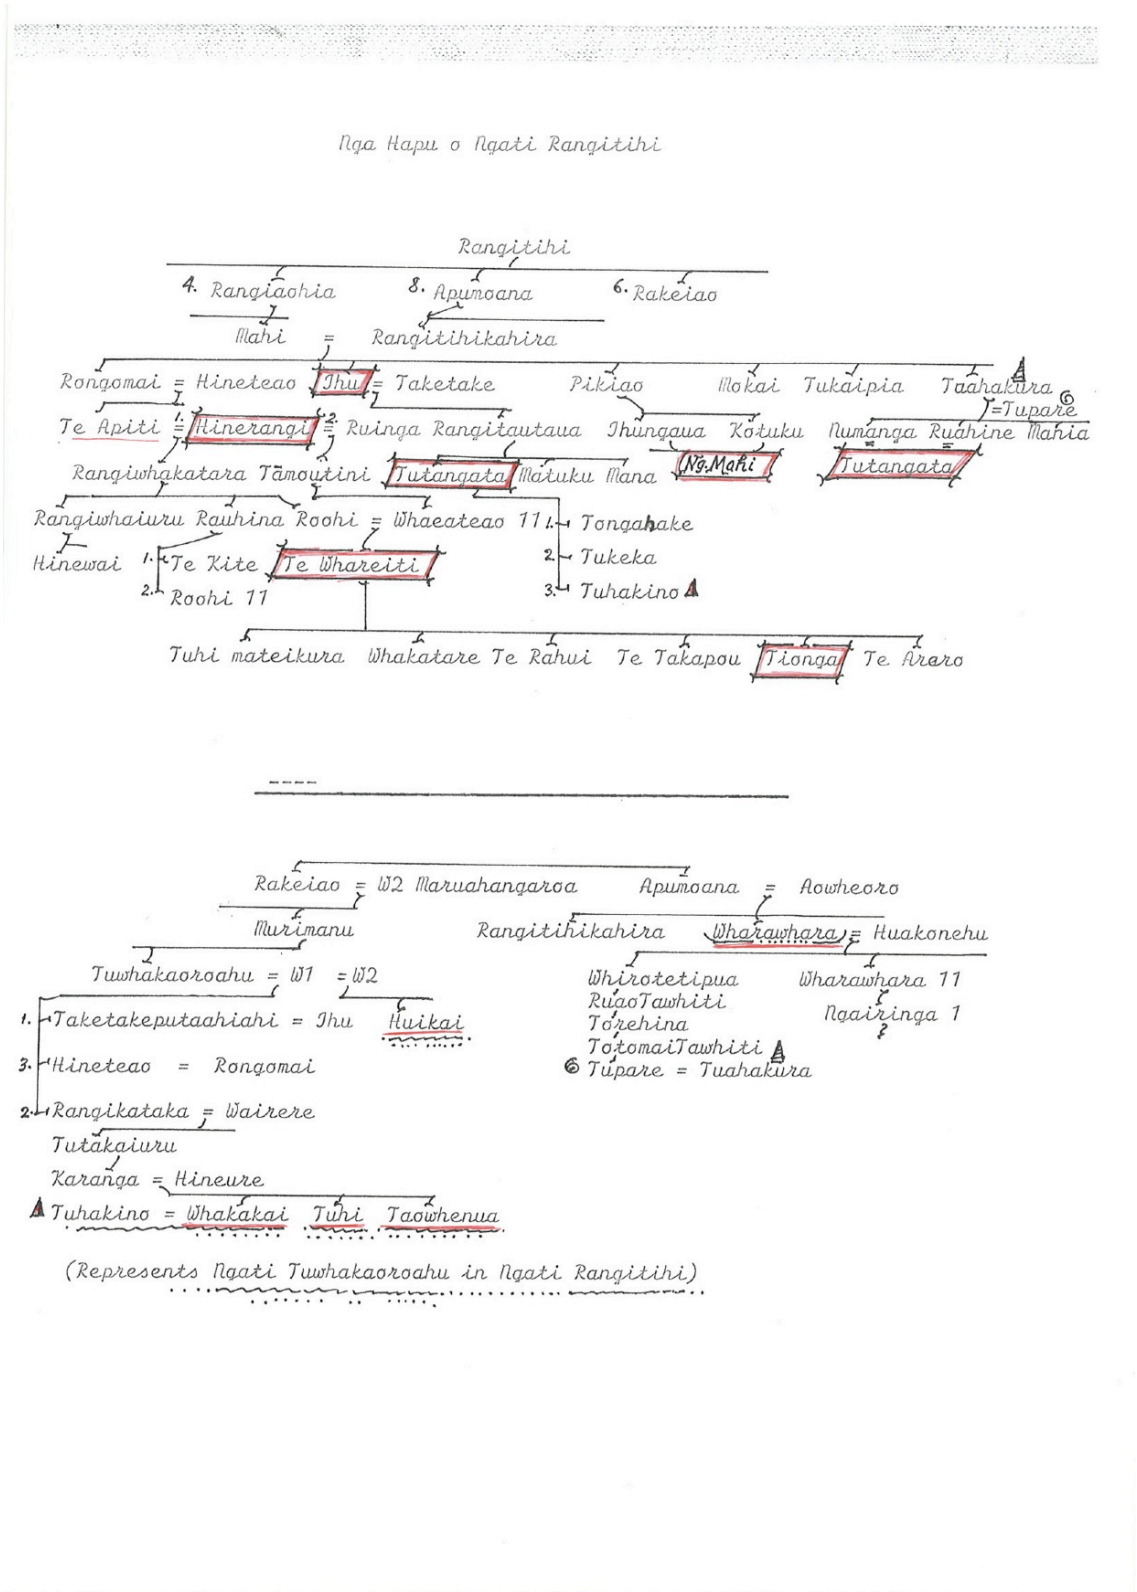 Nga Hapu o Ngati Rangitihi
Rangitihi
4. Rangiaohia 8. Apumoana 6. Rakeiao
Mahi = Rangitihikahira
Rongomai = Hineteao Ihu = Taketake Pikiao Mokai Tukaipia Taahakura
=Tupare 6
Te Apiti 1. = Hinerangi 2. = Ruinga Rangitautaua Ihungaua Kotuku Numanga Ruahine Mahia
Rangiwhakatara Tamoutini Tutangata Matuku Mana Ng. Mahi Tutangata
Rangiwhaiuru Rauhina Roohi = Whaeateao 11 1. Tongahake
Hinewai 1. Te Kite Te Whareiti 2. Tukeka
2. Roohi 11 3. Tuhakino
Tuhi mateikura Whakatare Te Rahui Te Takapou Tionga Te Araro
Rakeiao = W2 Maruahangaroa Apumoana = Aowheoro
Murimanu Rangitihikahira Wharawhara = Huakonehu
Tuwhakaoroahu = W1 =W2 Whirotetipua Wharawhara 11
RuaoTawhiti
1. Taketakeputaahiahi = Ihu Huikai Torehina Ngairinga 1
TotomaiTawhiti
3. Hineteao = Rongomai 6 Tupare = Tuahakura
2. Rangikataka = Wairere
Tutakaiuru
Karanga = Hineure
Tuhakino = Whakakai Tuhi Taowhenua
(Represents Ngati Tuwhakaoroahu in Ngati Rangitihi)